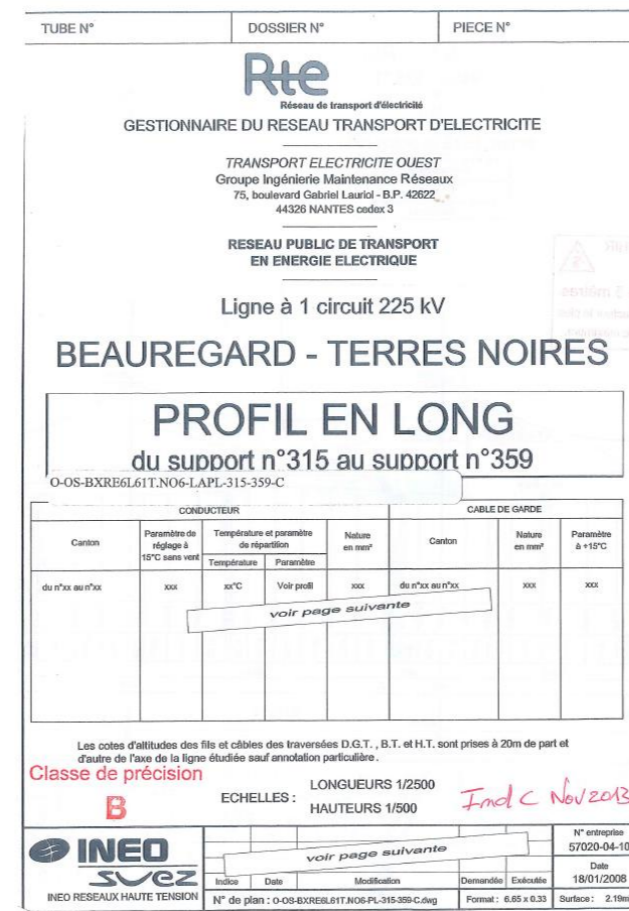 TUBE N° DOSSIER N° PIECE N°
Rte
Réseau de transport d'électricité
GESTIONNAIRE DU RESEAU TRANSPORT D'ELECTRICITE
TRANSPORT ELECTRICITE OUEST
Groupe Ingénierie Maintenance Réseaux
75, boulevard Gabriel Lauriol - B.P. 42622
44326 NANTES cedex 3
RESEAU PUBLIC DE TRANSPORT
EN ENERGIE ELECTRIQUE
Ligne à 1 circuit 225 kV
BEAUREGARD - TERRES NOIRES
PROFIL EN LONG
du support n°315 au support n°359
O-OS-BXRE6L61T.NO6-LAPL-315-359-C
CONDUCTEUR CABLE DE GARDE
Canton Paramètre de réglage à 15°C sans vent Température et paramètre de répartition Nature en mm² Canton Nature en mm² Paramètre à +15°C
Température Paramètre
du n°xx au n°xx xxx xx°C Voir profil xxx du n°xx au n°xx xxx xxx
voir page suivante
Les cotes d'altitudes des fils et câbles des traversées D.G.T. , B.T. et H.T. sont prises à 20m de part et
d'autre de l'axe de la ligne étudiée sauf annotation particulière.
Classe de précision
B
ECHELLES : LONGUEURS 1/2500
HAUTEURS 1/500
Ind C Nov 2013
INEO
SUEZ
INEO RESEAUX HAUTE TENSION
voir page suivante
Indice Date Modification Demandée Exécutée
N° entreprise
57020-04-10
Date
18/01/2008
N° de plan : O-OS-BXRE6L61T.NO6-PL-315-359-C.dwg Format : 6.65 x 0.33 Surface : 2.19m